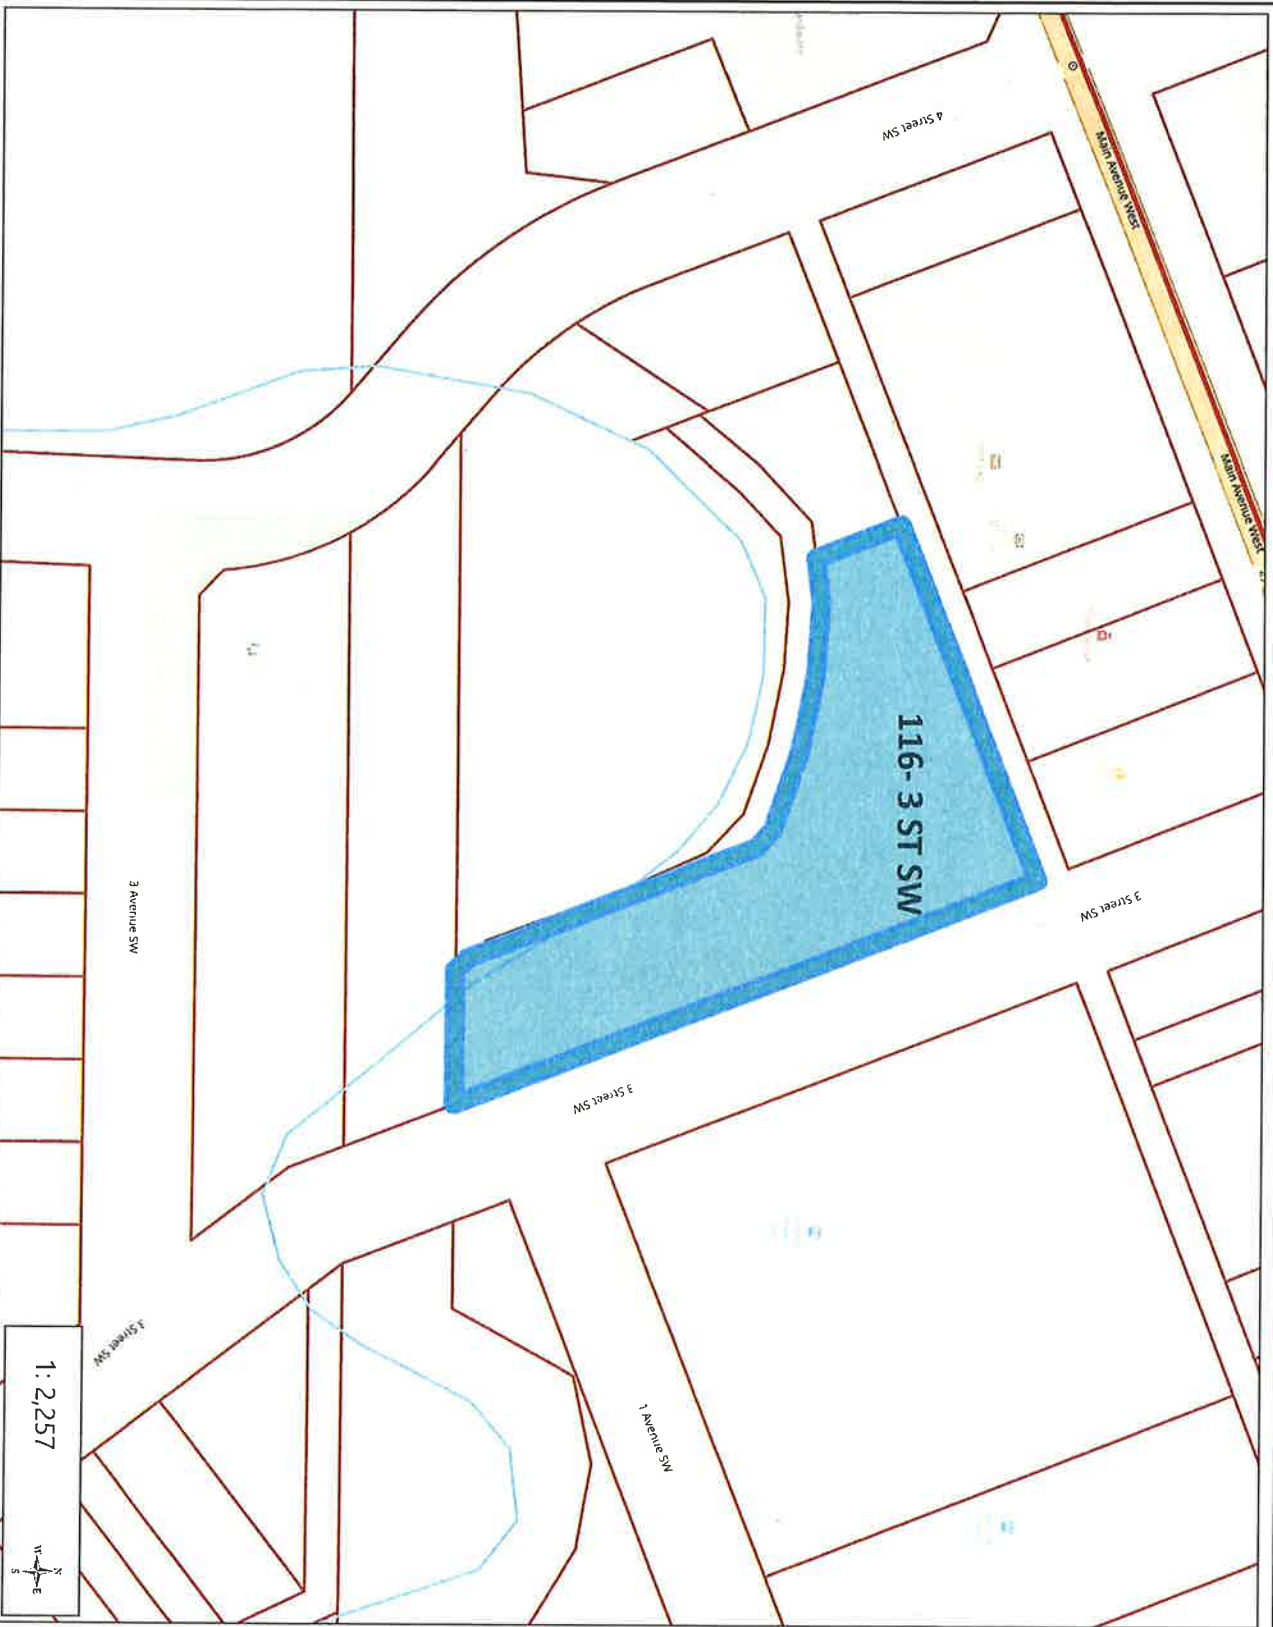 Main Avenue West
Main Avenue West
4 Street SW
3 Street SW
116- 3 ST SW
3 Street SW
1 Avenue SW
3 Avenue SW
3 Street SW
1: 2,257
N
W
E
S